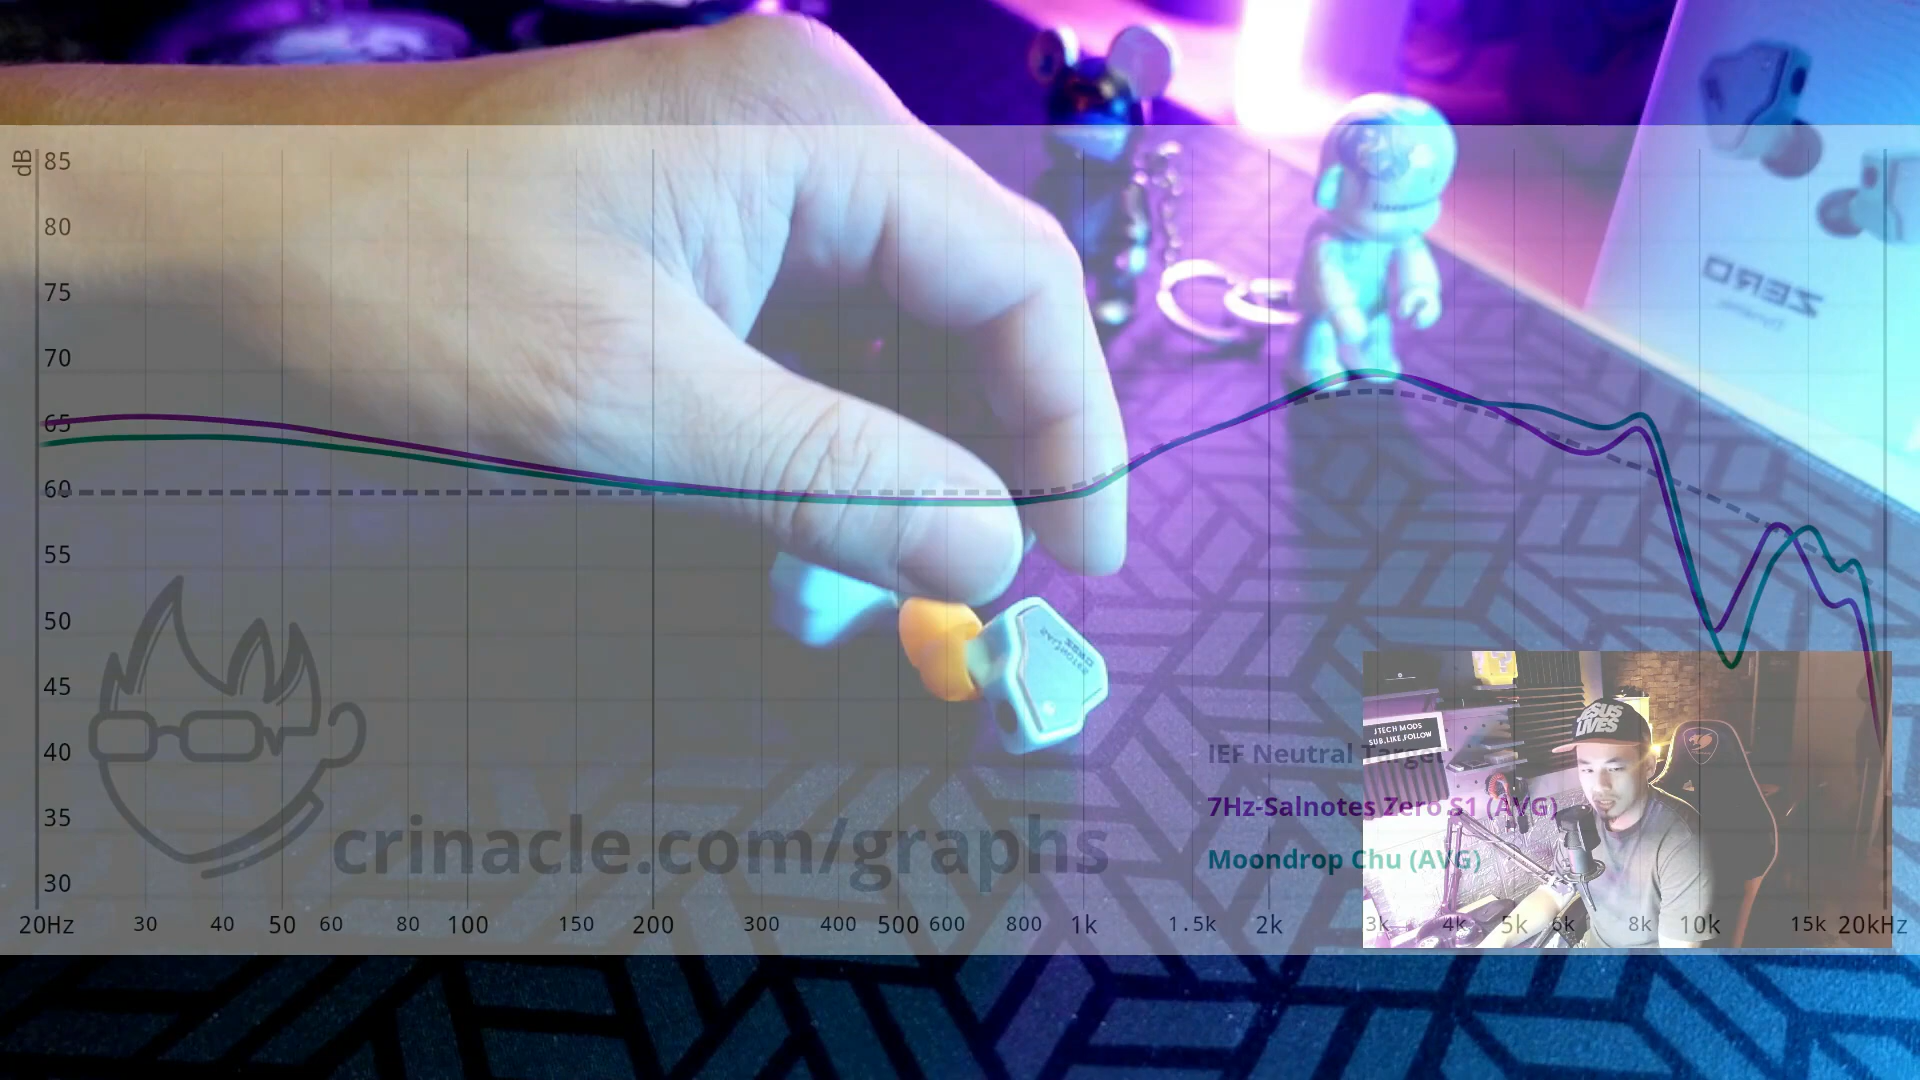 dB
85
80
75
70
65
60
55
50
45
40
35
30
ZERO
JTECH MODS
SUB.LIKE.FOLLOW
JESUS
LIVES
IEF Neutral Target
7Hz-Salnotes Zero S1 (AVG)
Moondrop Chu (AVG)
crinacle.com/graphs
20Hz 30 40 50 60 80 100 150 200 300 400 500 600 800 1k 1.5k 2k 3k 4k 5k 6k 8k 10k 15k 20kHz